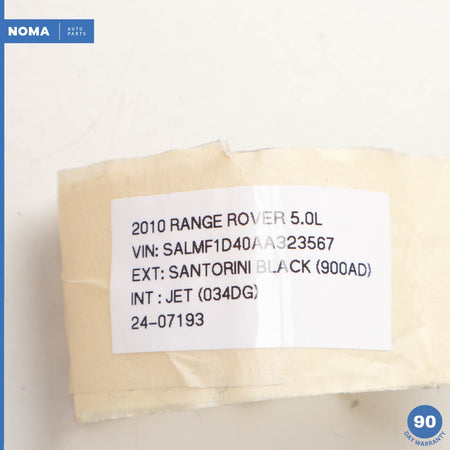 NOMA AUTO
PARTS
2010 RANGE ROVER 5.0L
VIN: SALMF1D40AA323567
EXT: SANTORINI BLACK (900AD)
INT : JET (034DG)
24-07193
90
DAY WARRANTY